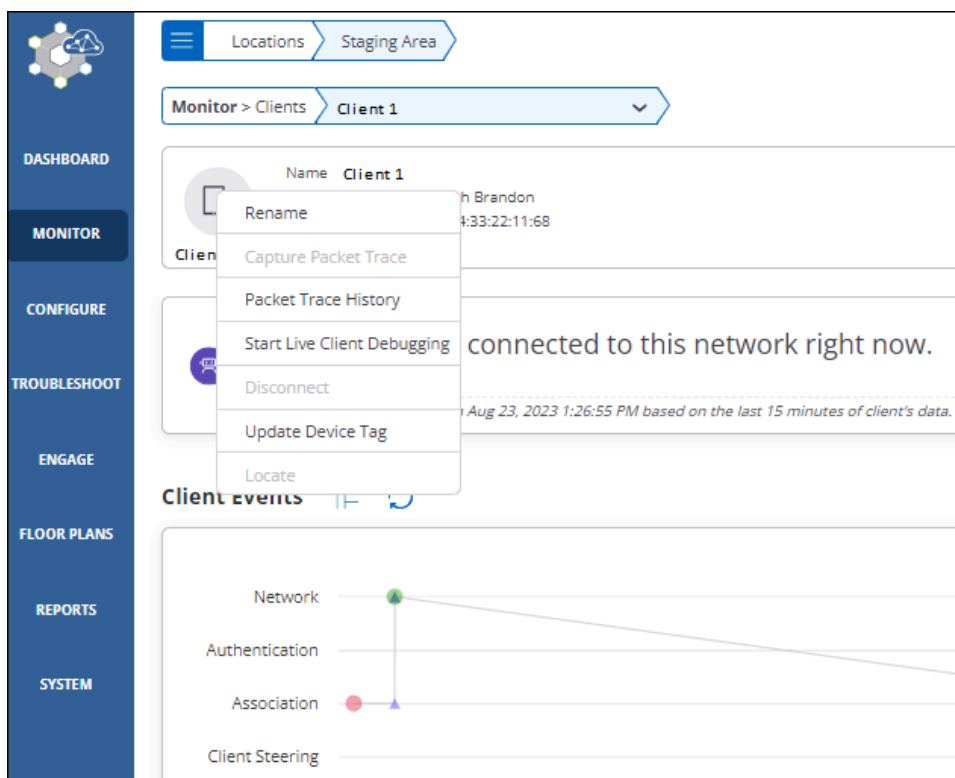 Locations
Staging Area
Monitor > Clients
Client 1
DASHBOARD
MONITOR
CONFIGURE
TROUBLESHOOT
ENGAGE
FLOOR PLANS
REPORTS
SYSTEM
Name Client 1
h Brandon
:33:22:11:68
Clien
Rename
Capture Packet Trace
Packet Trace History
Start Live Client Debugging
Disconnect
Update Device Tag
Locate
connected to this network right now.
Aug 23, 2023 1:26:55 PM based on the last 15 minutes of client's data.
Client Events
Network
Authentication
Association
Client Steering